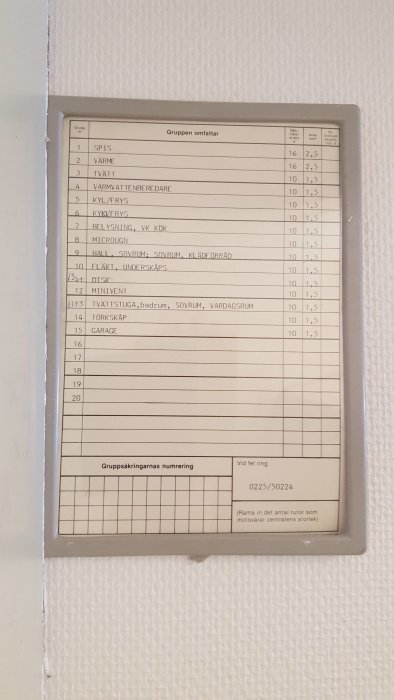 Grupp nr Gruppen omfattar
1 SPIS 16 2,5
2 VÄRME 16 2,5
3 TVÄTT 10 1,5
4 VARMVATTENBEREDARE 10 1,5
5 KYL/FRYS 10 1,5
6 KYKL/FRYS 10 1,5
7 BELYSNING, VK KÖK 10 1,5
8 MICROUGN 10 1,5
9 HALL, SOVRUM; SOVRUM, KLÄDFÖRRÅD 10 1,5
10 FLÄKT, UNDERSKÅPS 10 1,5
DISK 10 1,5
12 MINIVENT 10 1,5
TVÄTTSTUGA,badrum, SOVRUM, VARDAGSRUM 10 1,5
14 TORKSKÅP 10 1,5
15 GARAGE 10 1,5
16
17
18
19
20
Gruppsäkringarnas numrering
Vid fel ring
0225/50224
(Rama in det antal rutor som
motsvarar centralens storlek)